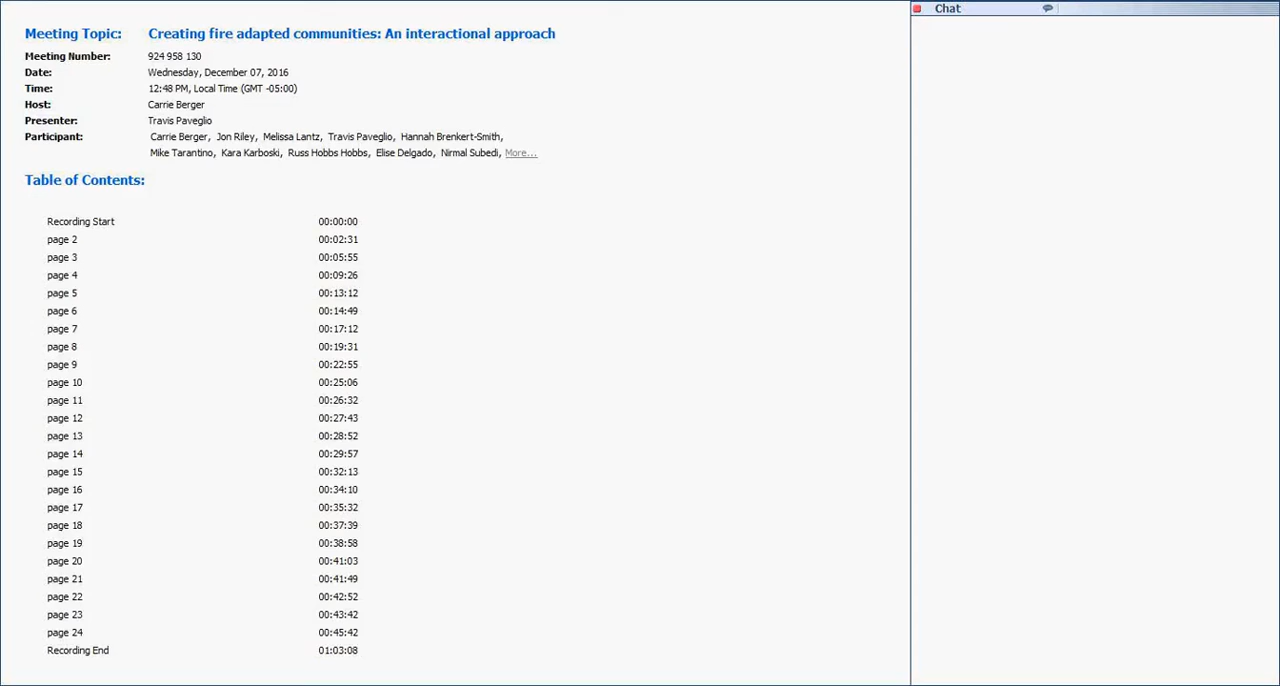 Chat
Meeting Topic: Creating fire adapted communities: An interactional approach
Meeting Number: 924 958 130
Date: Wednesday, December 07, 2016
Time: 12:48 PM, Local Time (GMT -05:00)
Host: Carrie Berger
Presenter: Travis Paveglio
Participant: Carrie Berger, Jon Riley, Melissa Lantz, Travis Paveglio, Hannah Brenkert-Smith,
Mike Tarantino, Kara Karboski, Russ Hobbs Hobbs, Elise Delgado, Nirmal Subedi, More...
Table of Contents:
Recording Start 00:00:00
page 2 00:02:31
page 3 00:05:55
page 4 00:09:26
page 5 00:13:12
page 6 00:14:49
page 7 00:17:12
page 8 00:19:31
page 9 00:22:55
page 10 00:25:06
page 11 00:26:32
page 12 00:27:43
page 13 00:28:52
page 14 00:29:57
page 15 00:32:13
page 16 00:34:10
page 17 00:35:32
page 18 00:37:39
page 19 00:38:58
page 20 00:41:03
page 21 00:41:49
page 22 00:42:52
page 23 00:43:42
page 24 00:45:42
Recording End 01:03:08